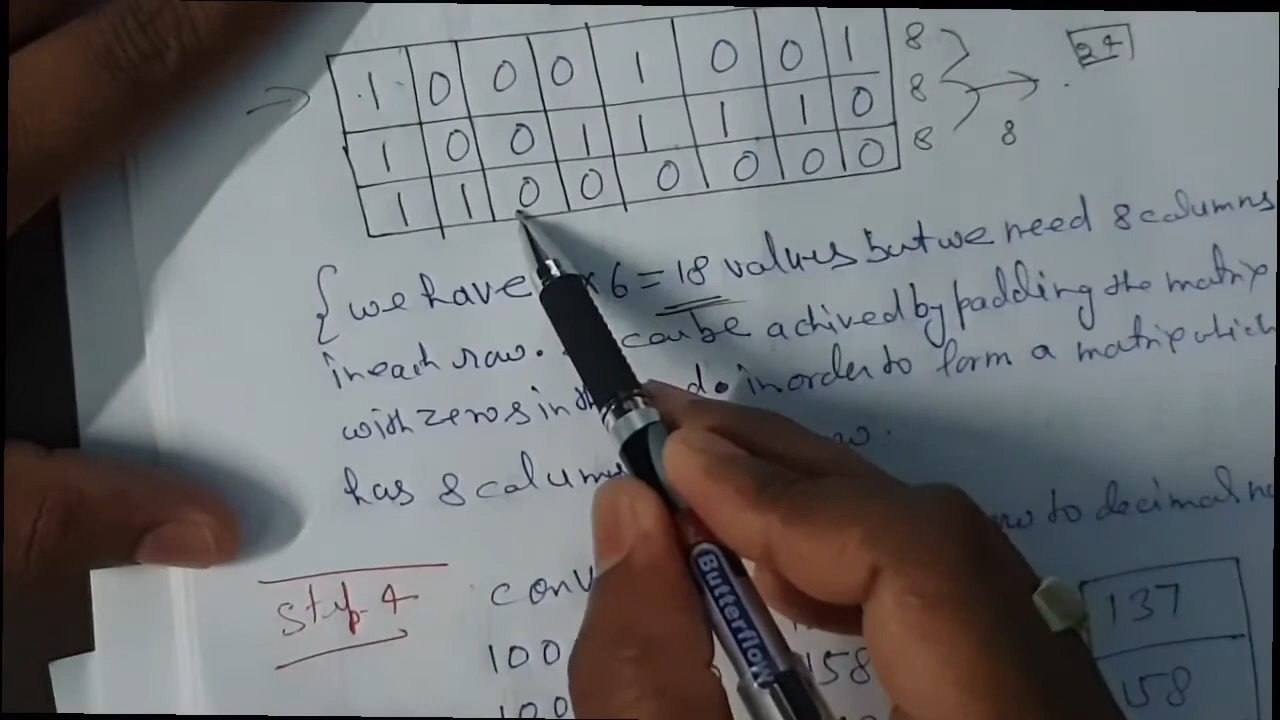 1 0 0 0 1 0 0 1 8
1 0 0 1 1 1 1 0 8
1 1 0 0 0 0 0 0 8
8
24
{ we have × 6 = 18 values but we need 8 columns
in each row. can be achived by padding the matrix
with zeros in the in order to form a matrix which
has 8 colum
to decimal
Step-4 conv
137
100 158
158
100
Butterflow